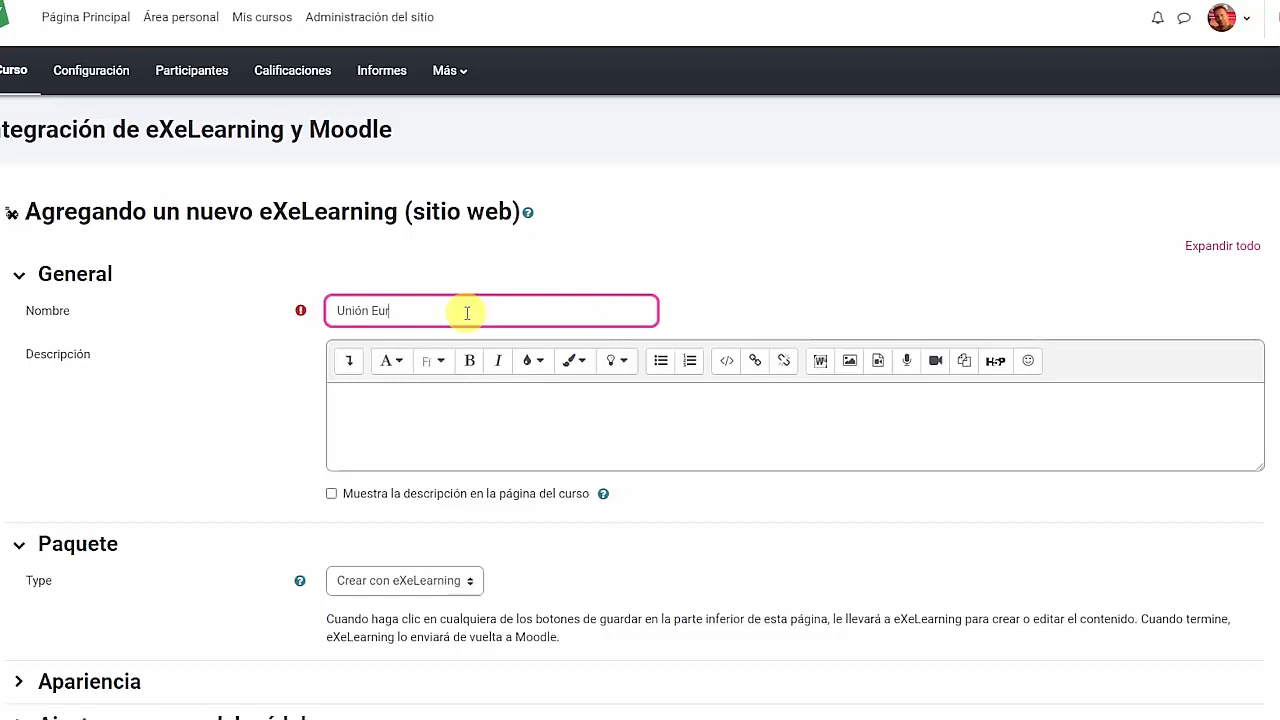 Página Principal Área personal Mis cursos Administración del sitio
Curso Configuración Participantes Calificaciones Informes Más
ntegración de eXeLearning y Moodle
Agregando un nuevo eXeLearning (sitio web)
Expandir todo
General
Nombre
Unión Eur
Descripción
A Fr B I H-P
Muestra la descripción en la página del curso
Paquete
Type
Crear con eXeLearning
Cuando haga clic en cualquiera de los botones de guardar en la parte inferior de esta página, le llevará a eXeLearning para crear o editar el contenido. Cuando termine,
eXeLearning lo enviará de vuelta a Moodle.
Apariencia